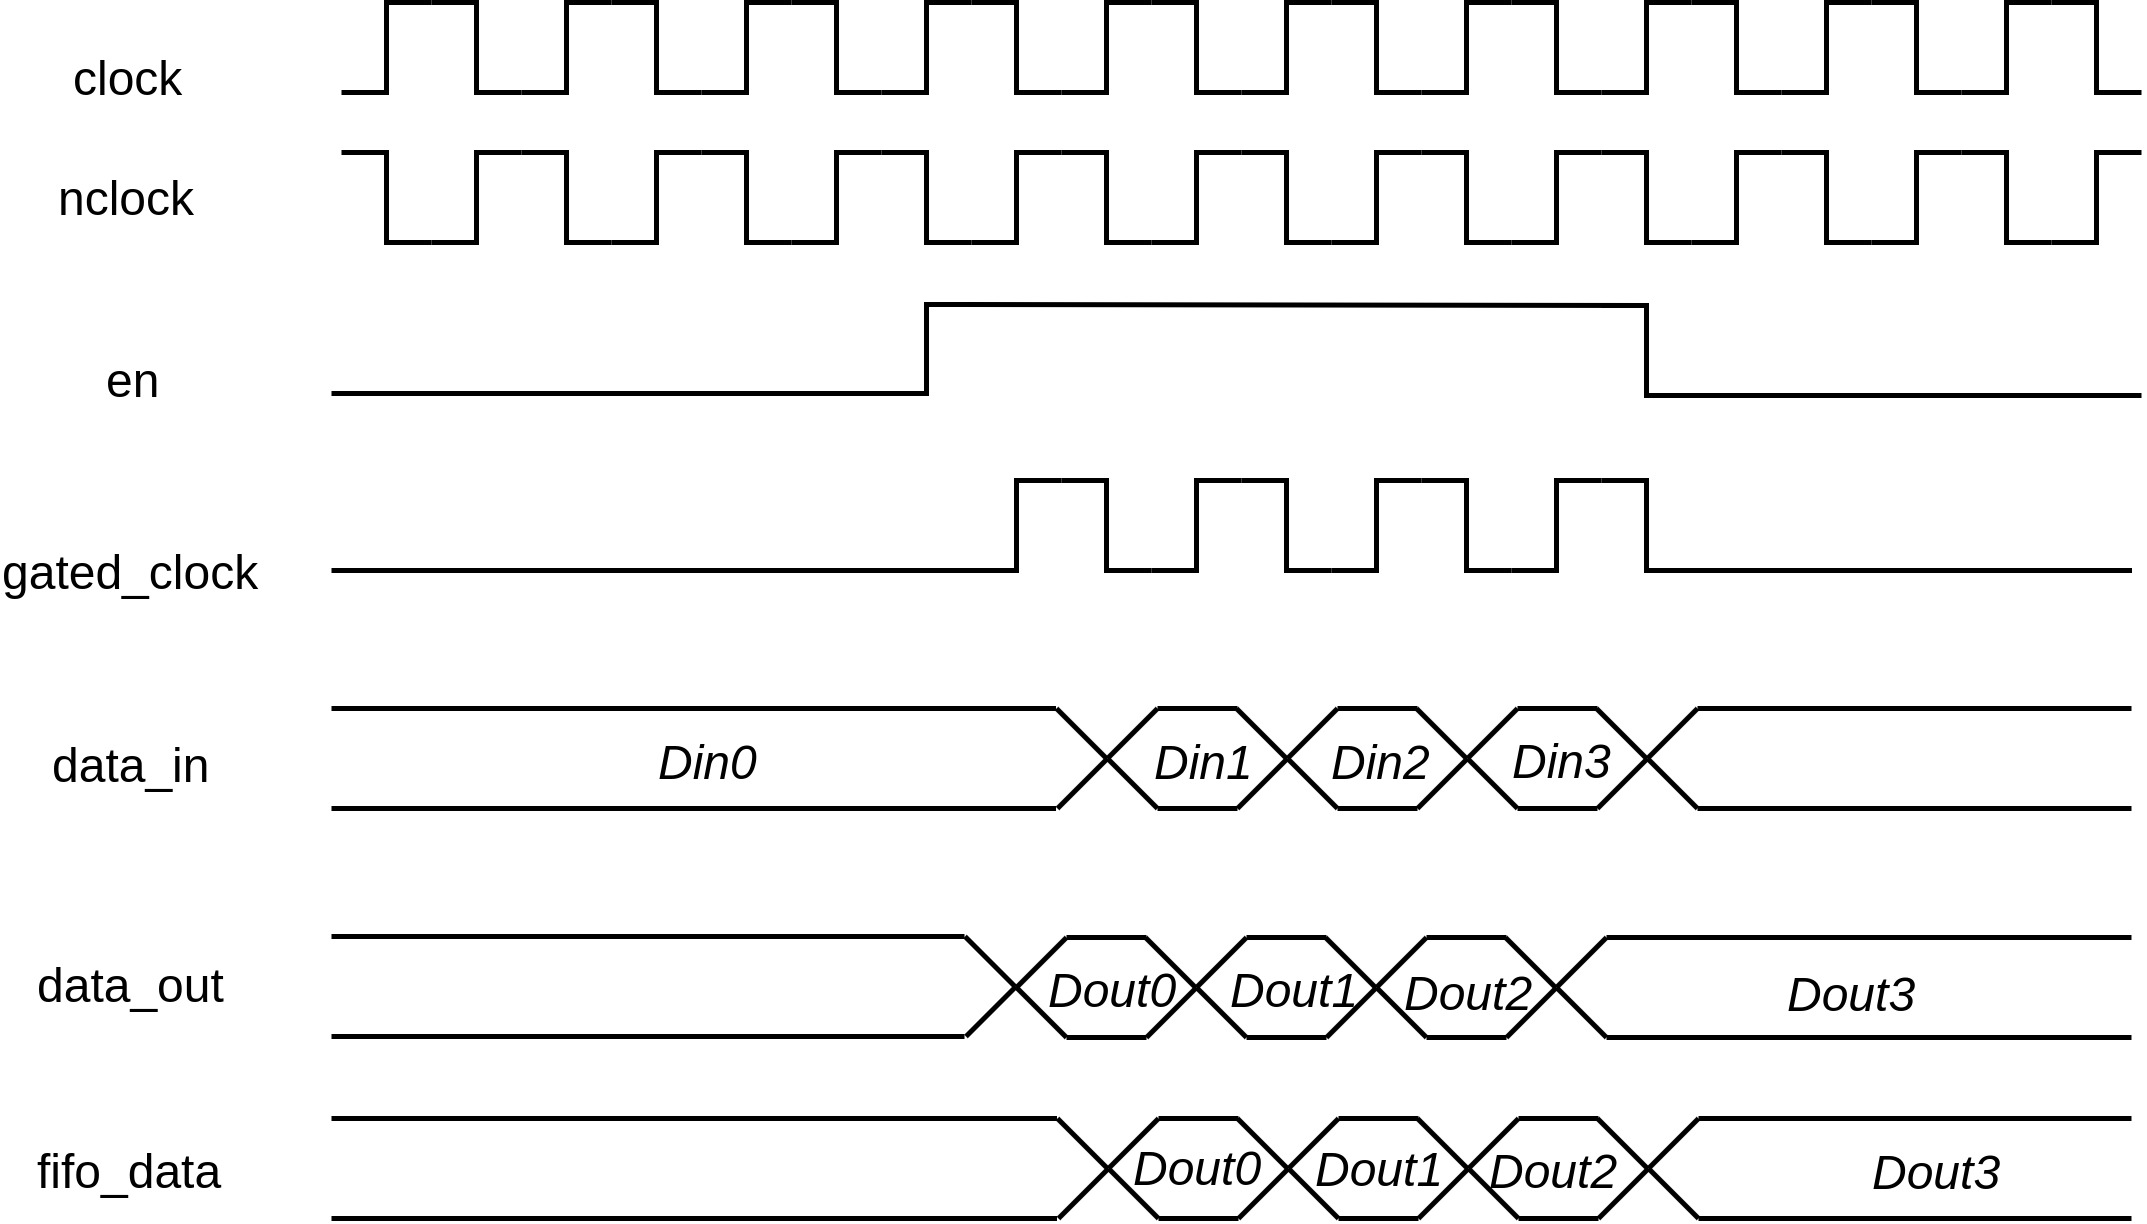 clock
nclock
en
gated_clock
data_in Din0 Din1 Din2 Din3
data_out Dout0 Dout1 Dout2 Dout3
fifo_data Dout0 Dout1 Dout2 Dout3